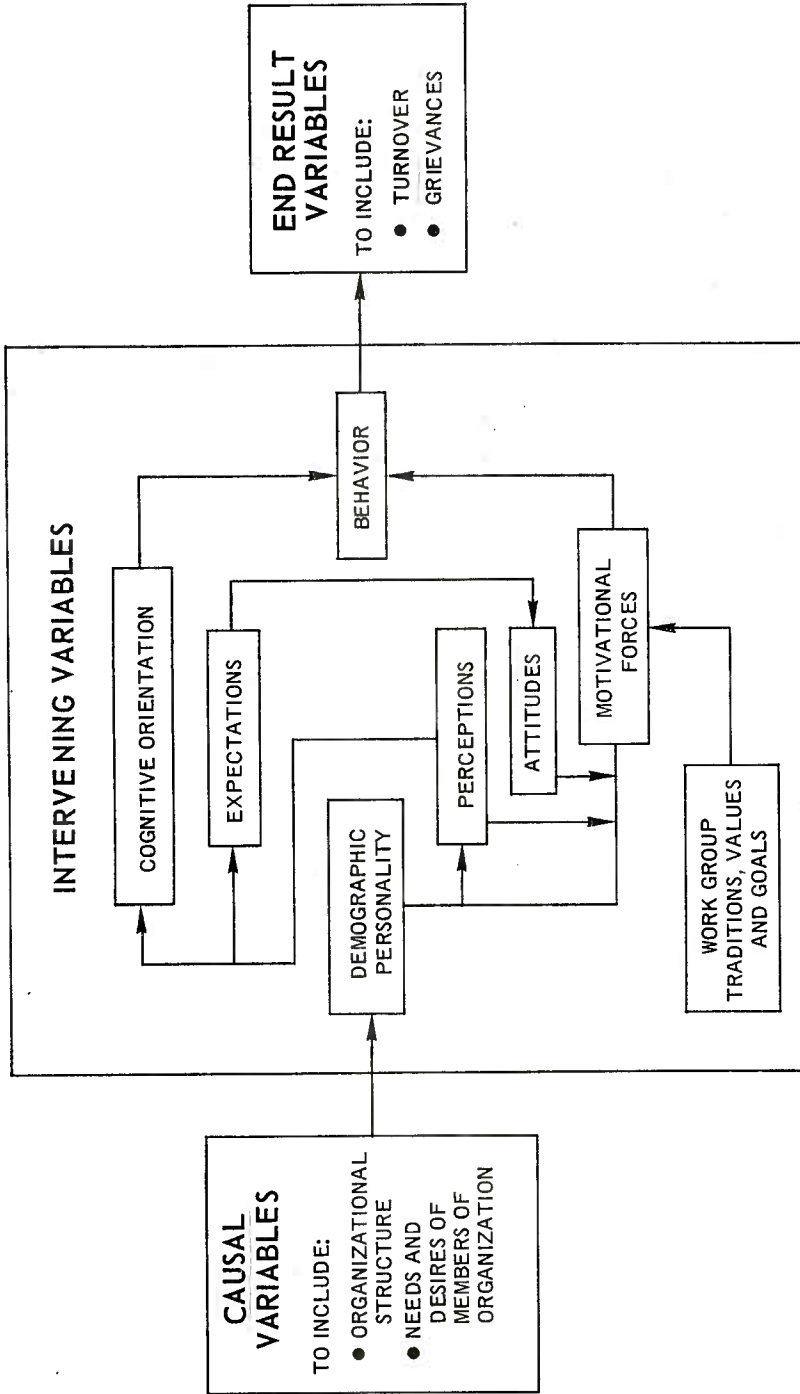 CAUSAL
VARIABLES
TO INCLUDE:
● ORGANIZATIONAL
STRUCTURE
● NEEDS AND
DESIRES OF
MEMBERS OF
ORGANIZATION
INTERVENING VARIABLES
COGNITIVE ORIENTATION
EXPECTATIONS
DEMOGRAPHIC
PERSONALITY
PERCEPTIONS
ATTITUDES
MOTIVATIONAL
FORCES
WORK GROUP
TRADITIONS, VALUES
AND GOALS
BEHAVIOR
END RESULT
VARIABLES
TO INCLUDE:
● TURNOVER
● GRIEVANCES